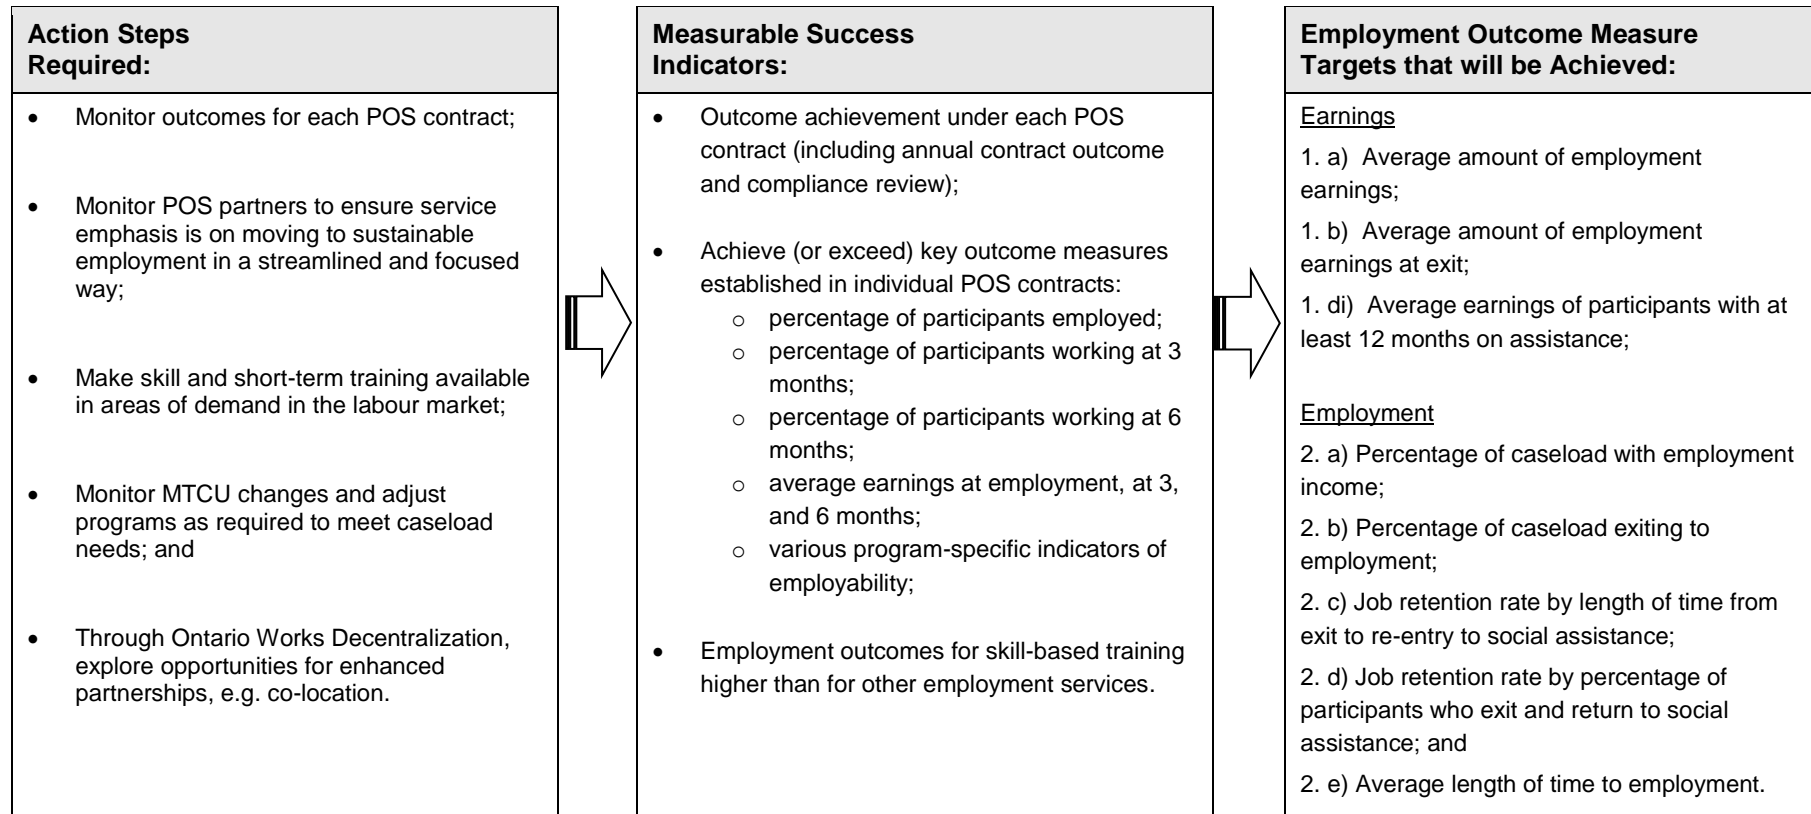 Action Steps
Required:
• Monitor outcomes for each POS contract;
• Monitor POS partners to ensure service
emphasis is on moving to sustainable
employment in a streamlined and focused
way;
• Make skill and short-term training available
in areas of demand in the labour market;
• Monitor MTCU changes and adjust
programs as required to meet caseload
needs; and
• Through Ontario Works Decentralization,
explore opportunities for enhanced
partnerships, e.g. co-location.
Measurable Success
Indicators:
• Outcome achievement under each POS
contract (including annual contract outcome
and compliance review);
• Achieve (or exceed) key outcome measures
established in individual POS contracts:
o percentage of participants employed;
o percentage of participants working at 3
months;
o percentage of participants working at 6
months;
o average earnings at employment, at 3,
and 6 months;
o various program-specific indicators of
employability;
• Employment outcomes for skill-based training
higher than for other employment services.
Employment Outcome Measure
Targets that will be Achieved:
Earnings
1. a) Average amount of employment
earnings;
1. b) Average amount of employment
earnings at exit;
1. di) Average earnings of participants with at
least 12 months on assistance;
Employment
2. a) Percentage of caseload with employment
income;
2. b) Percentage of caseload exiting to
employment;
2. c) Job retention rate by length of time from
exit to re-entry to social assistance;
2. d) Job retention rate by percentage of
participants who exit and return to social
assistance; and
2. e) Average length of time to employment.